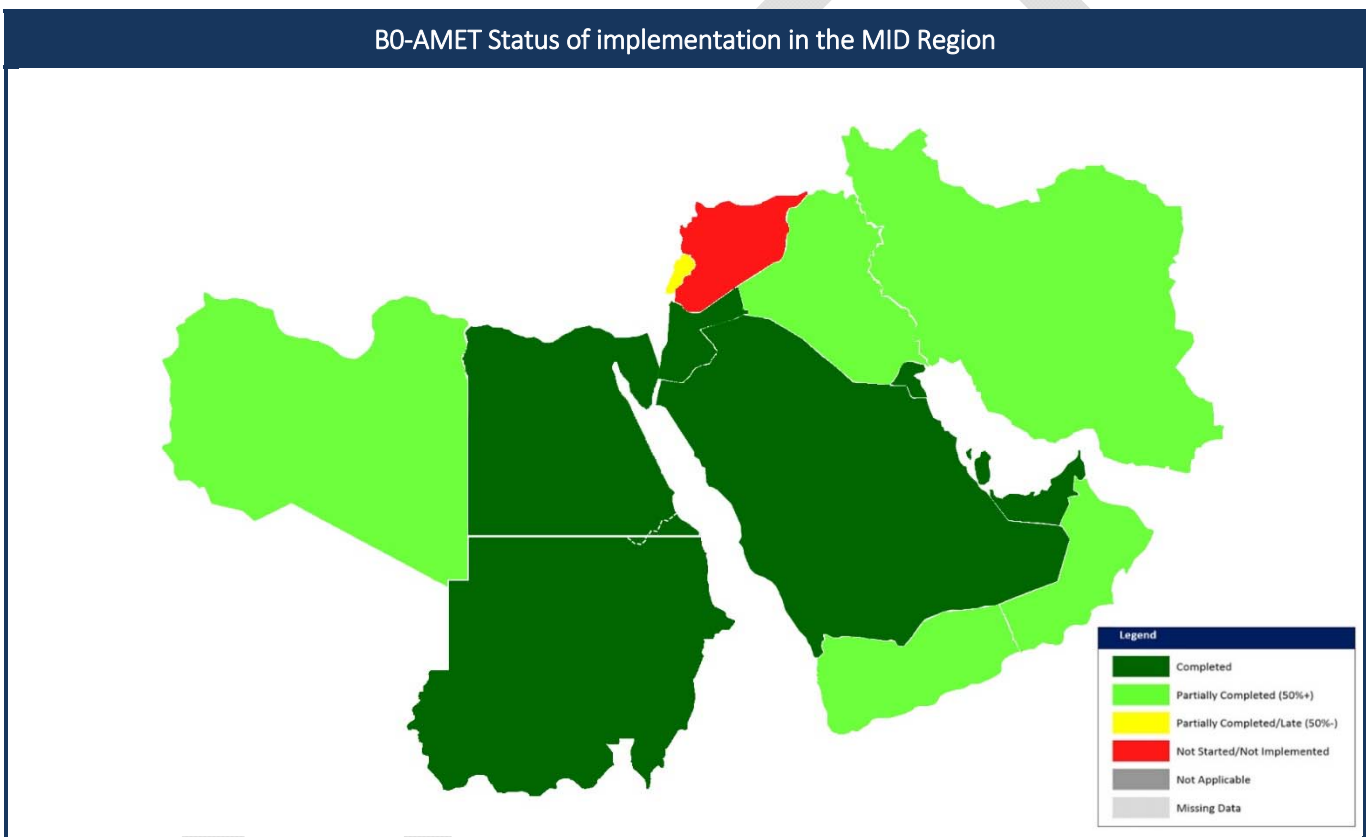 B0-AMET Status of implementation in the MID Region
Legend
Completed
Partially Completed (50%+)
Partially Completed/Late (50%-)
Not Started/Not Implemented
Not Applicable
Missing Data